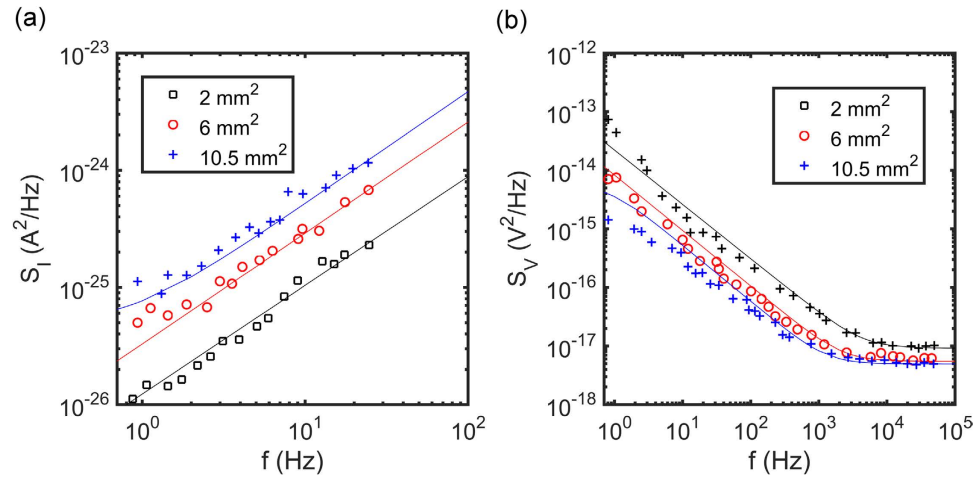 (a)
10^-23
10^-24
10^-25
10^-26
S_I (A^2/Hz)
2 mm^2
6 mm^2
10.5 mm^2
10^0
10^1
10^2
f (Hz)
(b)
10^-12
10^-13
10^-14
10^-15
10^-16
10^-17
10^-18
S_V (V^2/Hz)
2 mm^2
6 mm^2
10.5 mm^2
10^0
10^1
10^2
10^3
10^4
10^5
f (Hz)